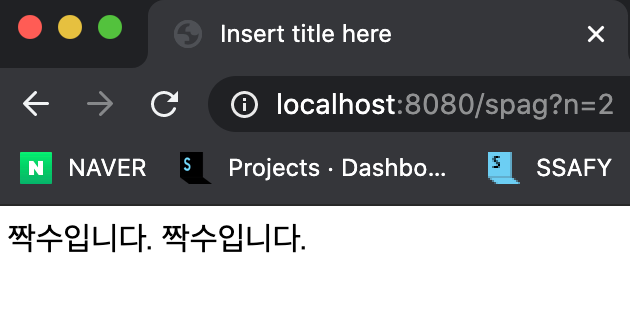 Insert title here
localhost:8080/spag?n=2
N NAVER S Projects · Dashbo... S SSAFY
짝수입니다. 짝수입니다.